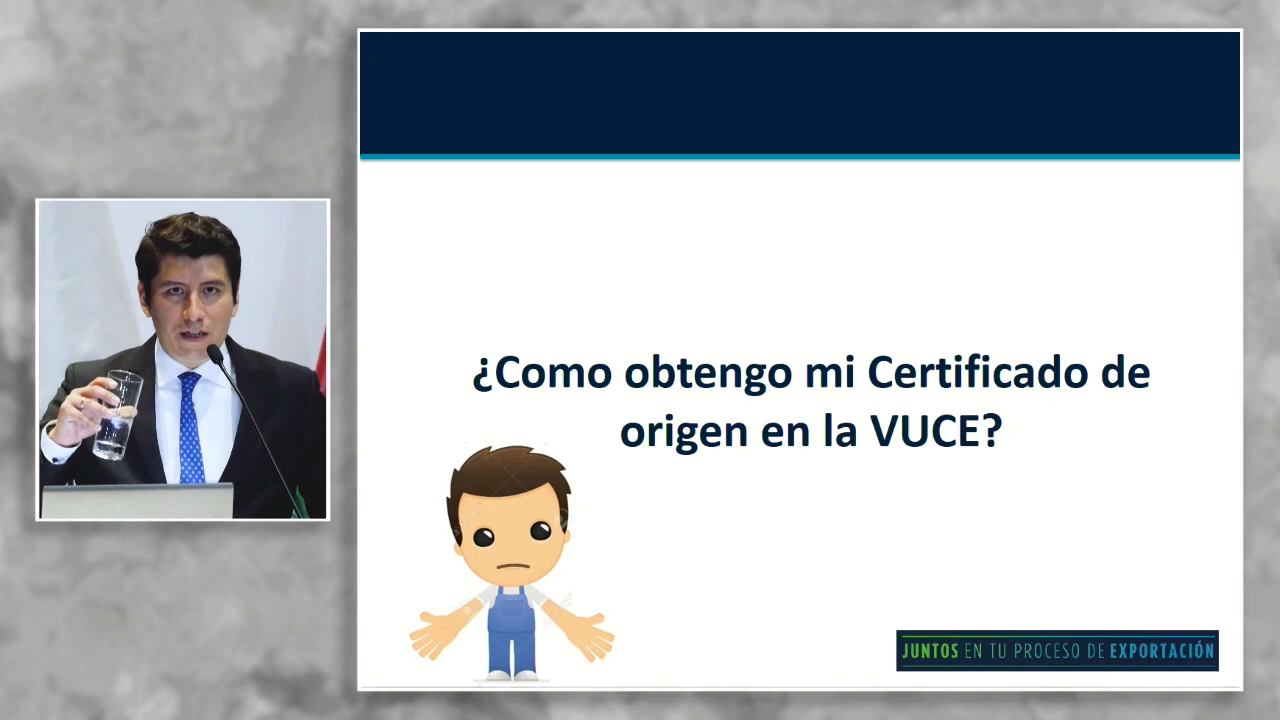 ¿Como obtengo mi Certificado de
origen en la VUCE?
JUNTOS EN TU PROCESO DE EXPORTACIÓN